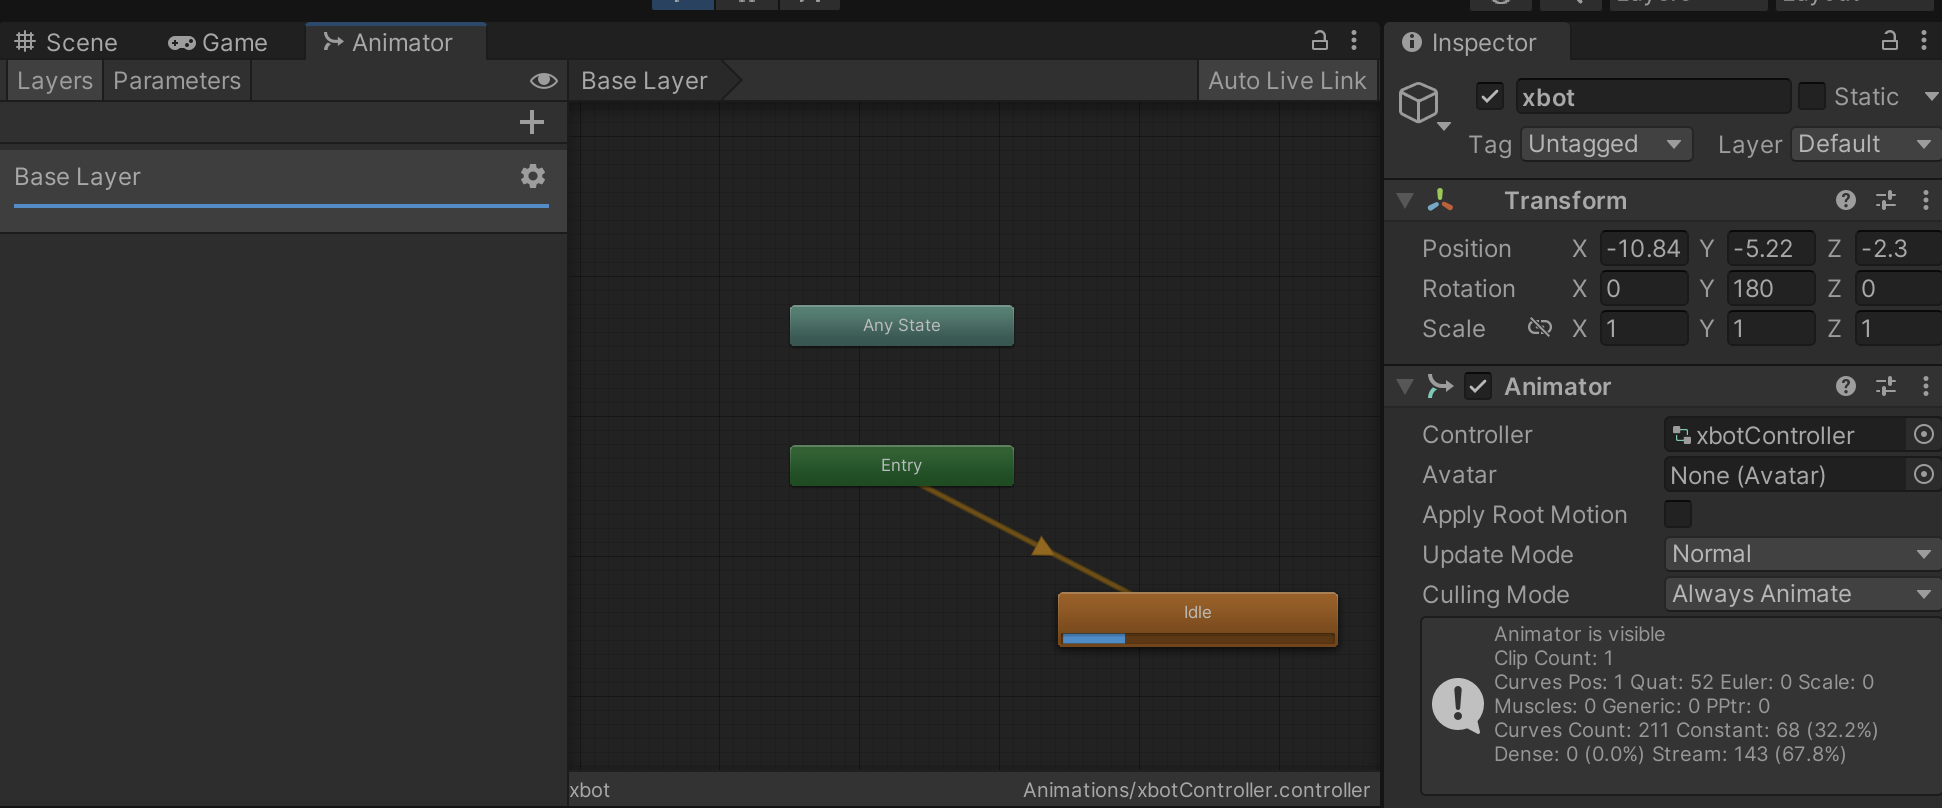 Scene Game Animator
Layers Parameters
Base Layer Auto Live Link
Base Layer
Any State
Entry
Idle
xbot Animations/xbotController.controller
Inspector
xbot Static
Tag Untagged Layer Default
Transform
Position X -10.84 Y -5.22 Z -2.3
Rotation X 0 Y 180 Z 0
Scale X 1 Y 1 Z 1
Animator
Controller xbotController
Avatar None (Avatar)
Apply Root Motion
Update Mode Normal
Culling Mode Always Animate
Animator is visible
Clip Count: 1
Curves Pos: 1 Quat: 52 Euler: 0 Scale: 0
Muscles: 0 Generic: 0 PPtr: 0
Curves Count: 211 Constant: 68 (32.2%)
Dense: 0 (0.0%) Stream: 143 (67.8%)